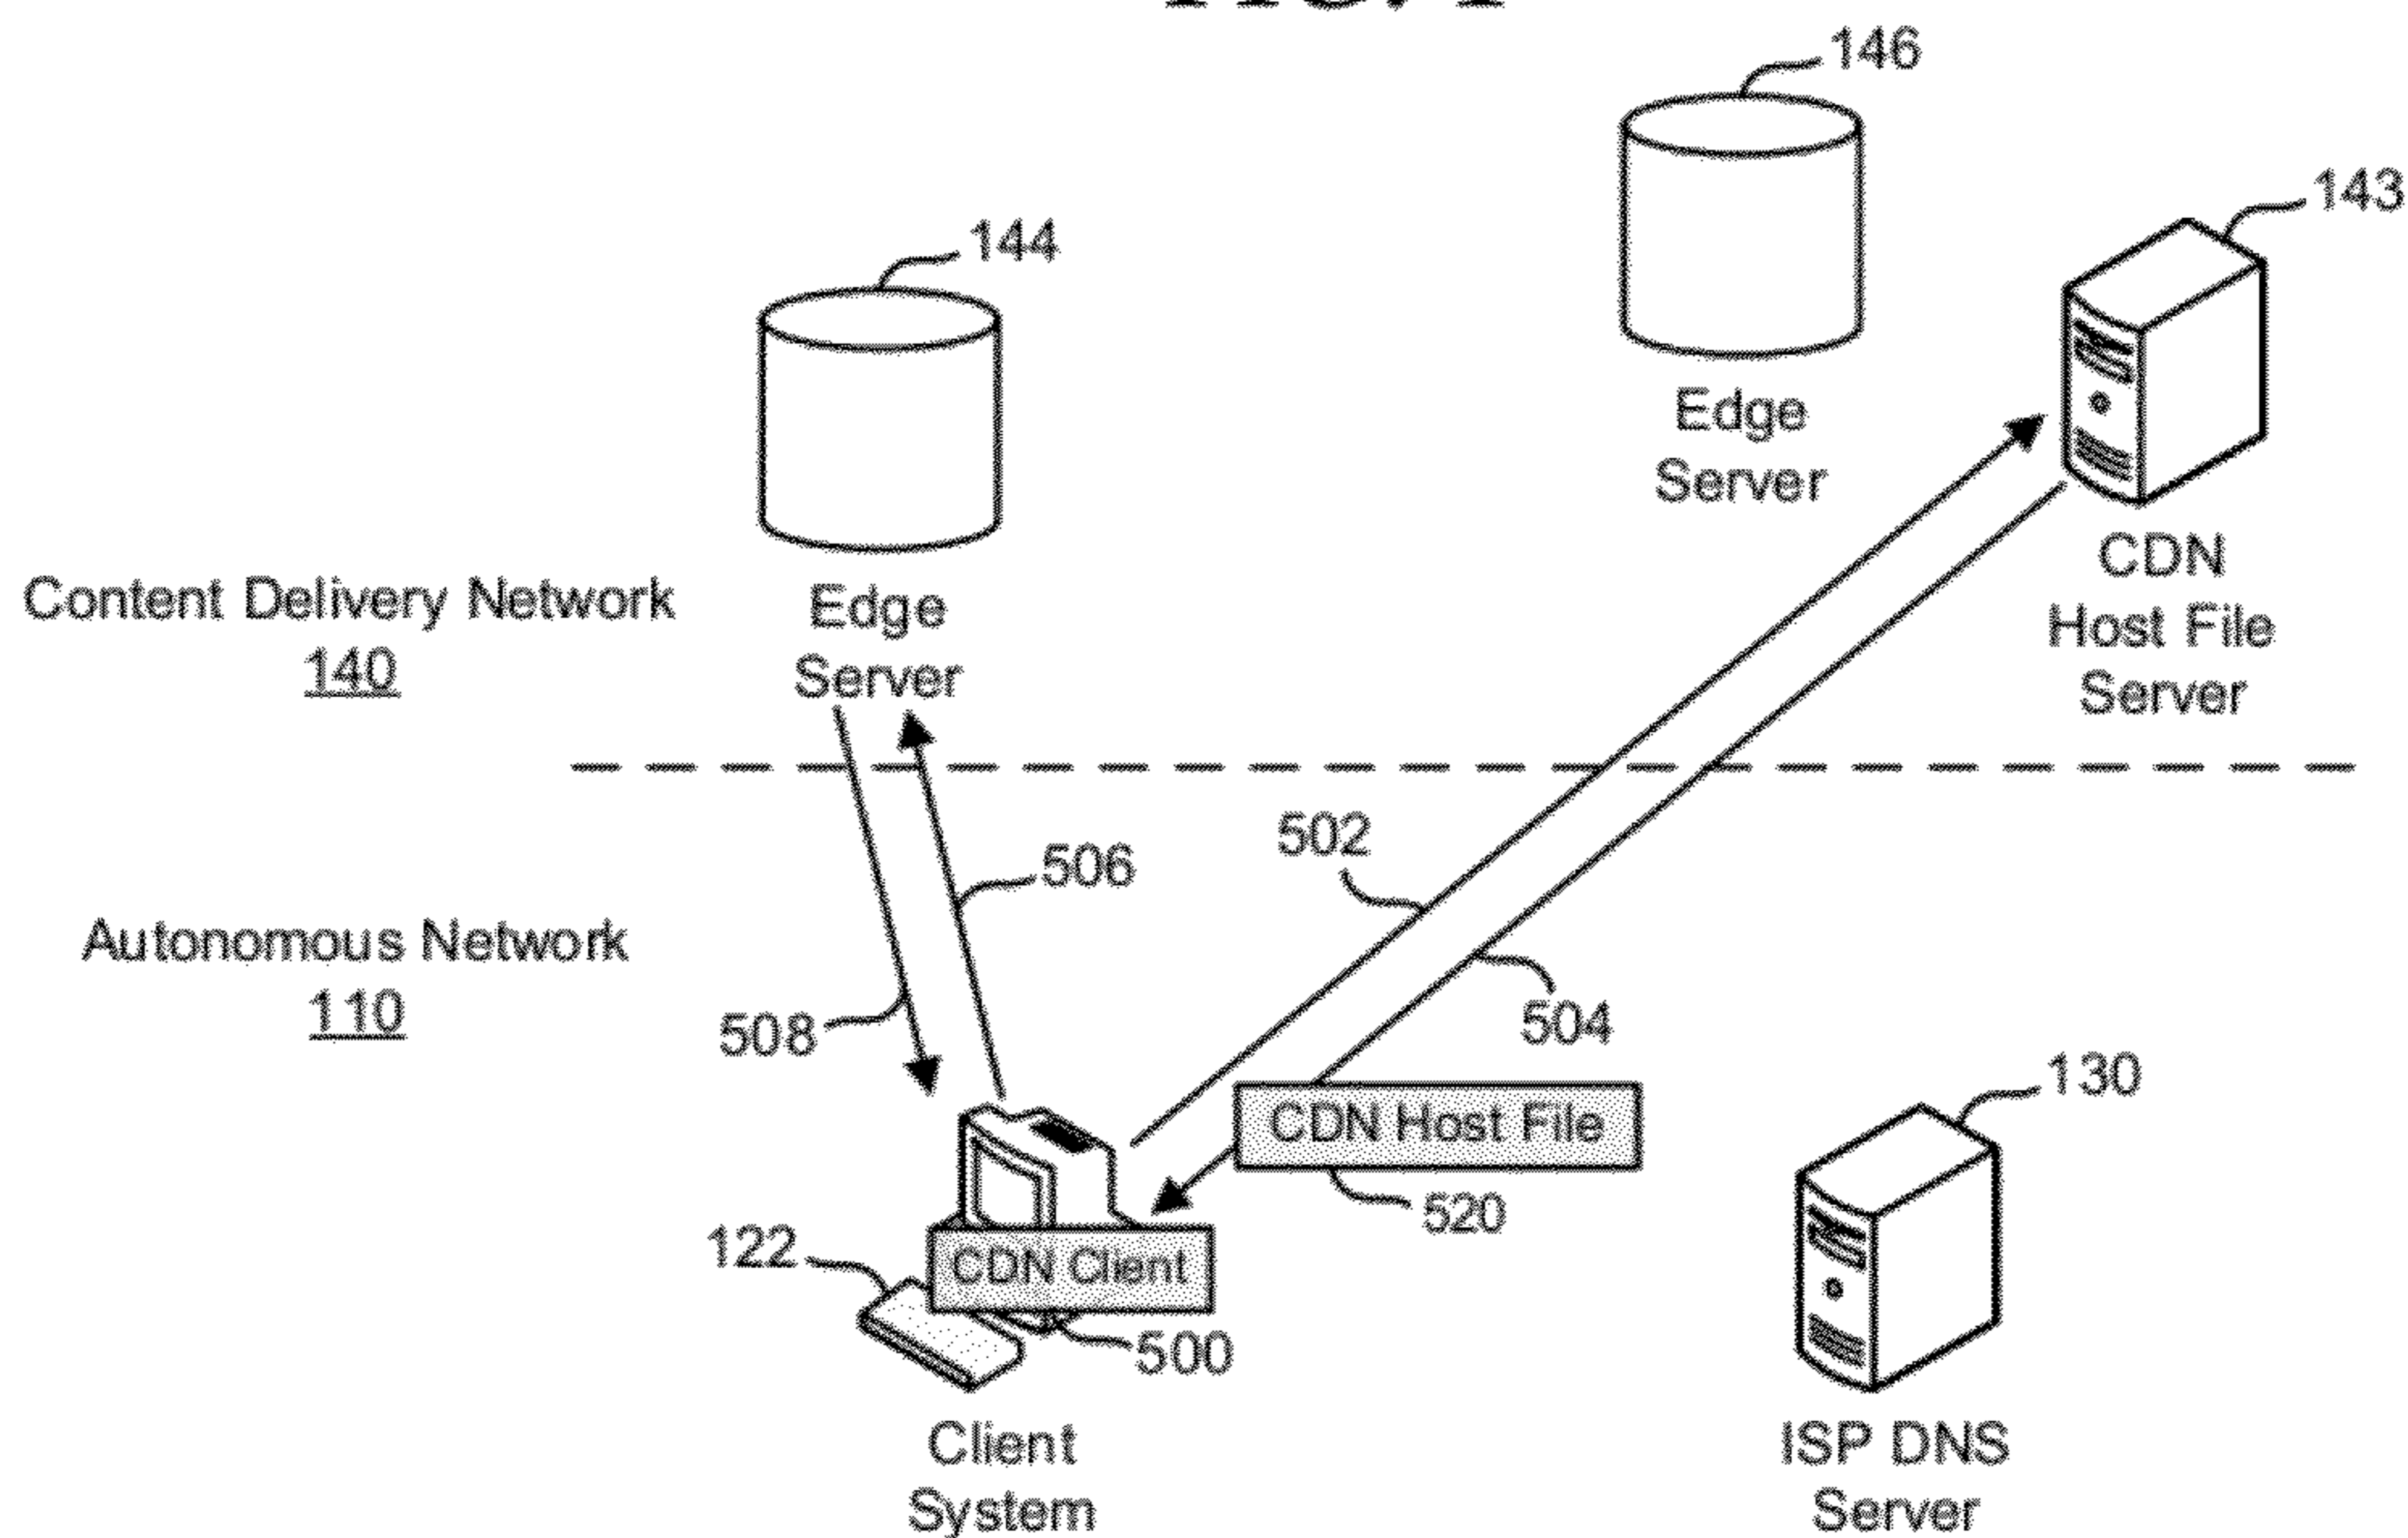 146
143
144
Edge
Server
CDN
Host File
Server
Content Delivery Network
140
Edge
Server
502
506
Autonomous Network
110
508
504
130
CDN Host File
520
122
CDN Client
500
Client
System
ISP DNS
Server